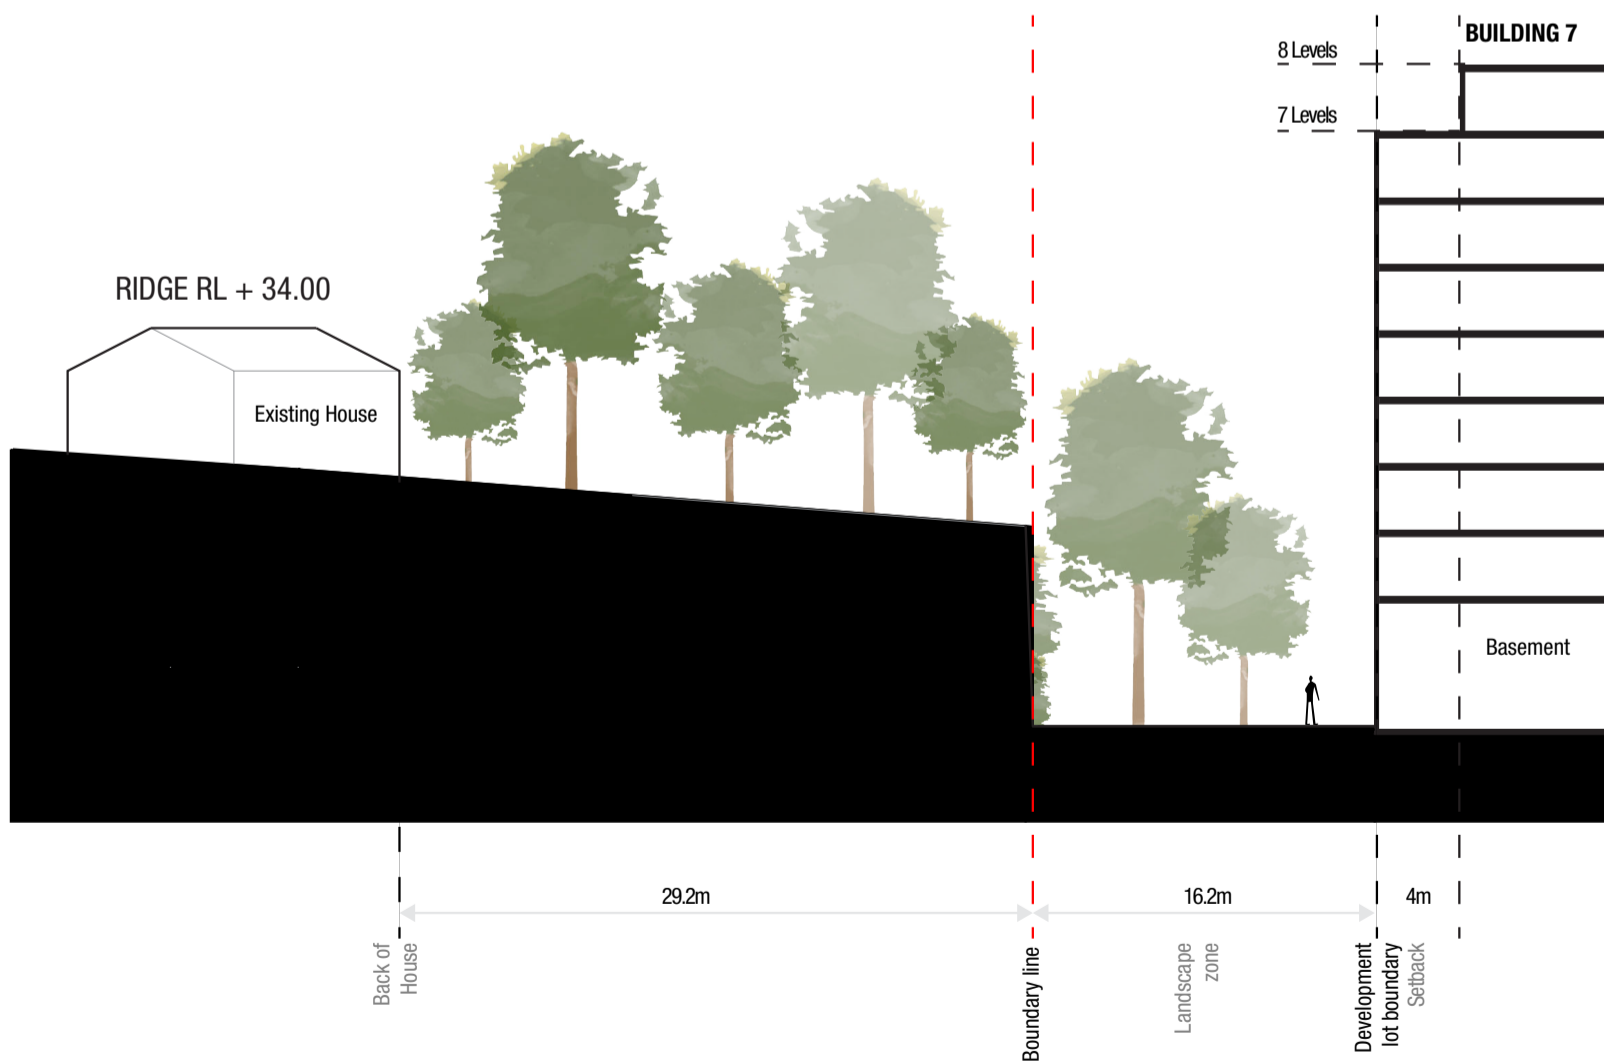 BUILDING 7
8 Levels
7 Levels
RIDGE RL + 34.00
Existing House
Basement
29.2m
16.2m
4m
Back of
House
Boundary line
Landscape
zone
Development
lot boundary
Setback